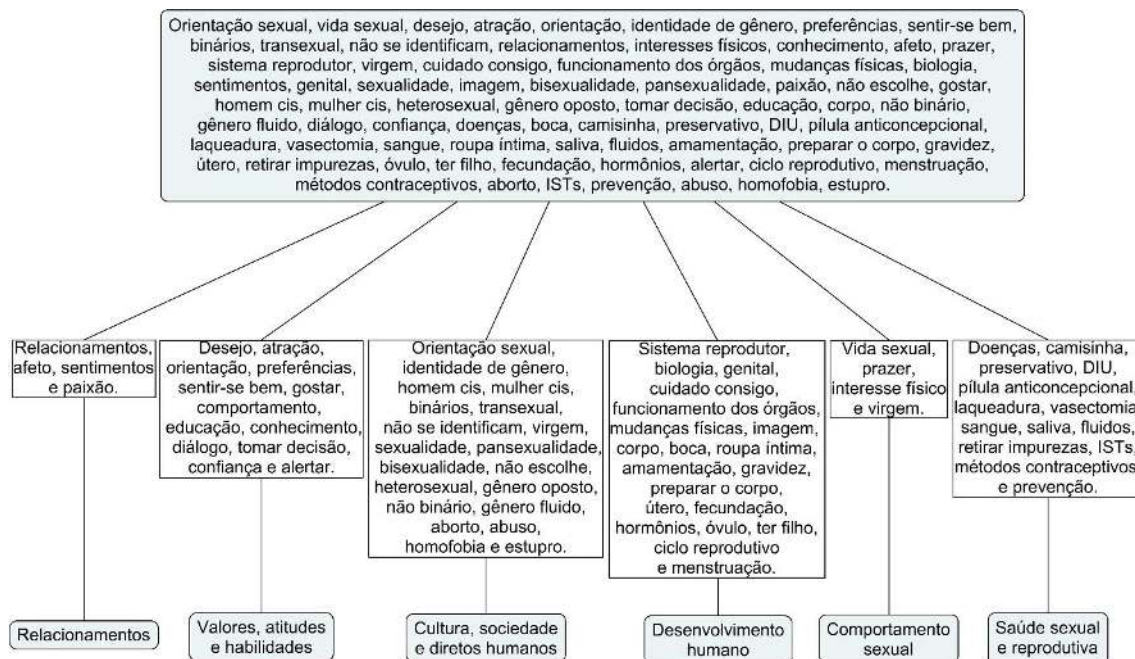 Orientação sexual, vida sexual, desejo, atração, orientação, identidade de gênero, preferências, sentir-se bem,
binários, transexual, não se identificam, relacionamentos, interesses físicos, conhecimento, afeto, prazer,
sistema reprodutor, virgem, cuidado consigo, funcionamento dos órgãos, mudanças físicas, biologia,
sentimentos, genital, sexualidade, imagem, bisexualidade, pansexualidade, paixão, não escolhe, gostar,
homem cis, mulher cis, heterosexual, gênero oposto, tomar decisão, educação, corpo, não binário,
gênero fluido, diálogo, confiança, doenças, boca, camisinha, preservativo, DIU, pílula anticoncepcional,
laqueadura, vasectomia, sangue, roupa íntima, saliva, fluidos, amamentação, preparar o corpo, gravidez,
útero, retirar impurezas, óvulo, ter filho, fecundação, hormônios, alertar, ciclo reprodutivo, menstruação,
métodos contraceptivos, aborto, ISTs, prevenção, abuso, homofobia, estupro.
Relacionamentos,
afeto, sentimentos
e paixão.
Desejo, atração,
orientação, preferências,
sentir-se bem, gostar,
comportamento,
educação, conhecimento,
diálogo, tomar decisão,
confiança e alertar.
Orientação sexual,
identidade de gênero,
homem cis, mulher cis,
binários, transexual,
não se identificam, virgem,
sexualidade, pansexualidade,
bisexualidade, não escolhe,
heterosexual, gênero oposto,
não binário, gênero fluido,
aborto, abuso,
homofobia e estupro.
Sistema reprodutor,
biologia, genital,
cuidado consigo,
funcionamento dos órgãos,
mudanças físicas, imagem,
corpo, boca, roupa íntima,
amamentação, gravidez,
preparar o corpo,
útero, fecundação,
hormônios, óvulo, ter filho,
ciclo reprodutivo
e menstruação.
Vida sexual,
prazer,
interesse físico
e virgem.
Doenças, camisinha,
preservativo, DIU,
pílula anticoncepcional,
laqueadura, vasectomia
sangue, saliva, fluidos,
retirar impurezas, ISTs,
métodos contraceptivos
e prevenção.
Relacionamentos
Valores, atitudes
e habilidades
Cultura, sociedade
e diretos humanos
Desenvolvimento
humano
Comportamento
sexual
Saúde sexual
e reprodutiva